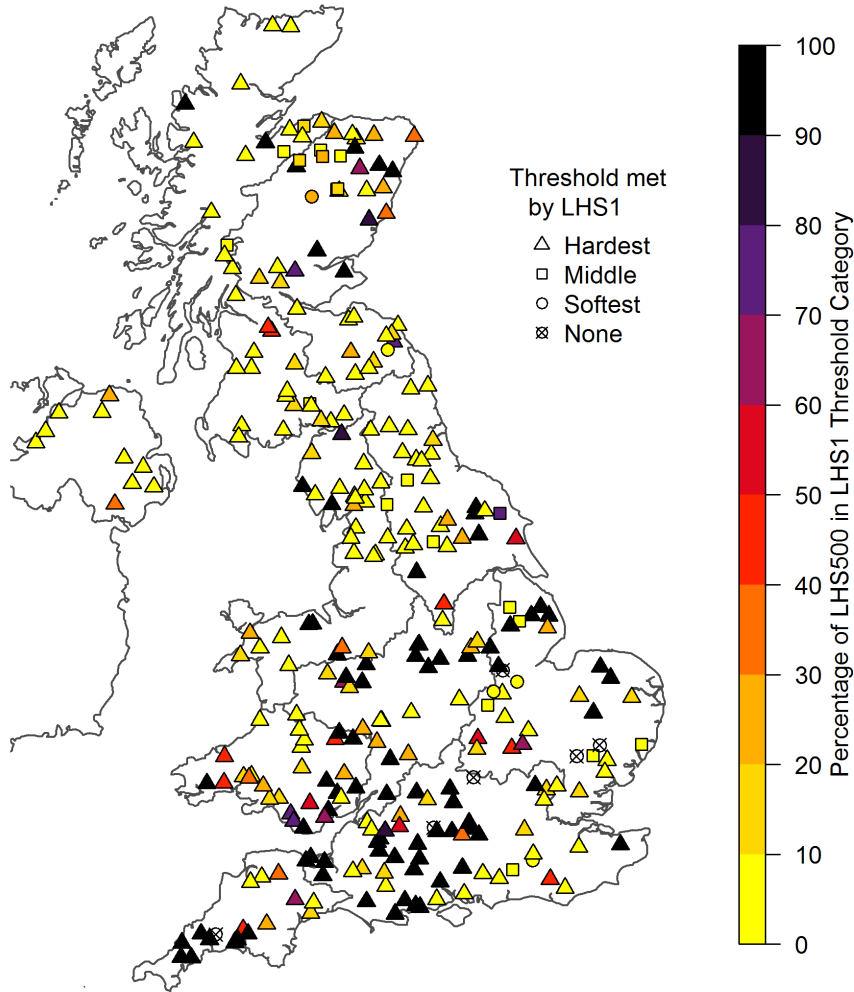 Threshold met
by LHS1
Hardest
Middle
Softest
None
100
90
80
70
60
50
40
30
20
10
0
Percentage of LHS500 in LHS1 Threshold Category